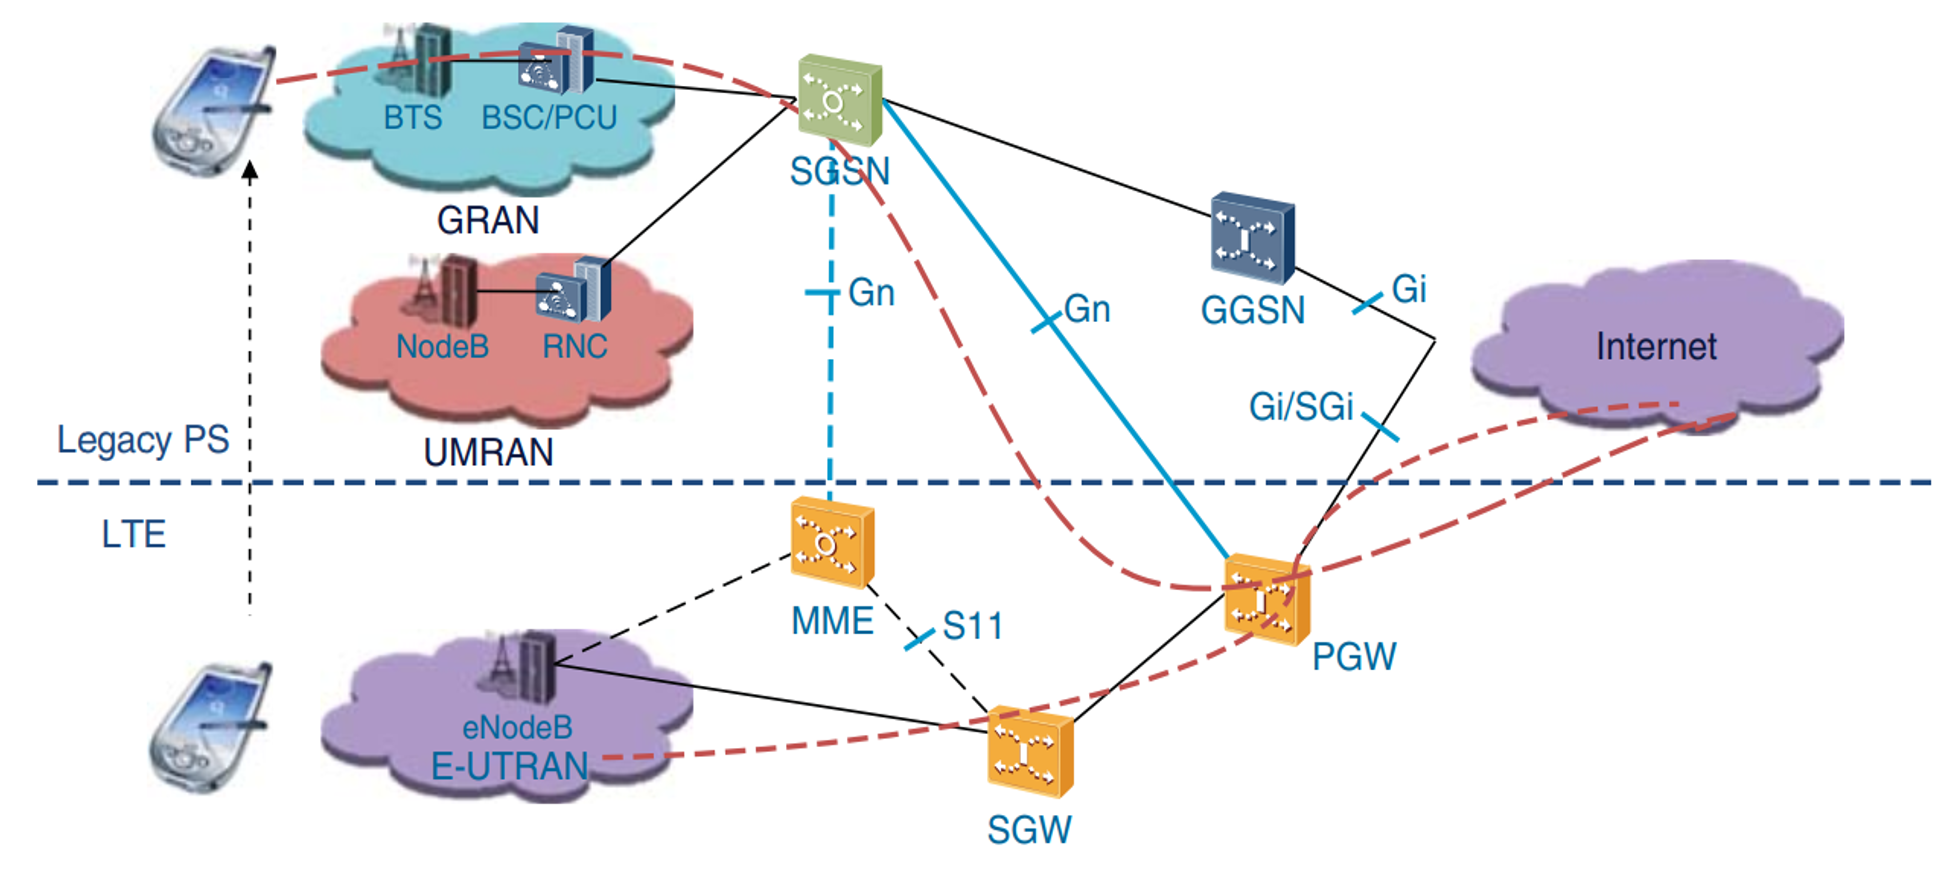 BTS
BSC/PCU
SGSN
GRAN
Gn
Gn
GGSN
Gi
Internet
NodeB
RNC
Gi/SGi
Legacy PS
UMRAN
LTE
MME
S11
PGW
eNodeB
E-UTRAN
SGW